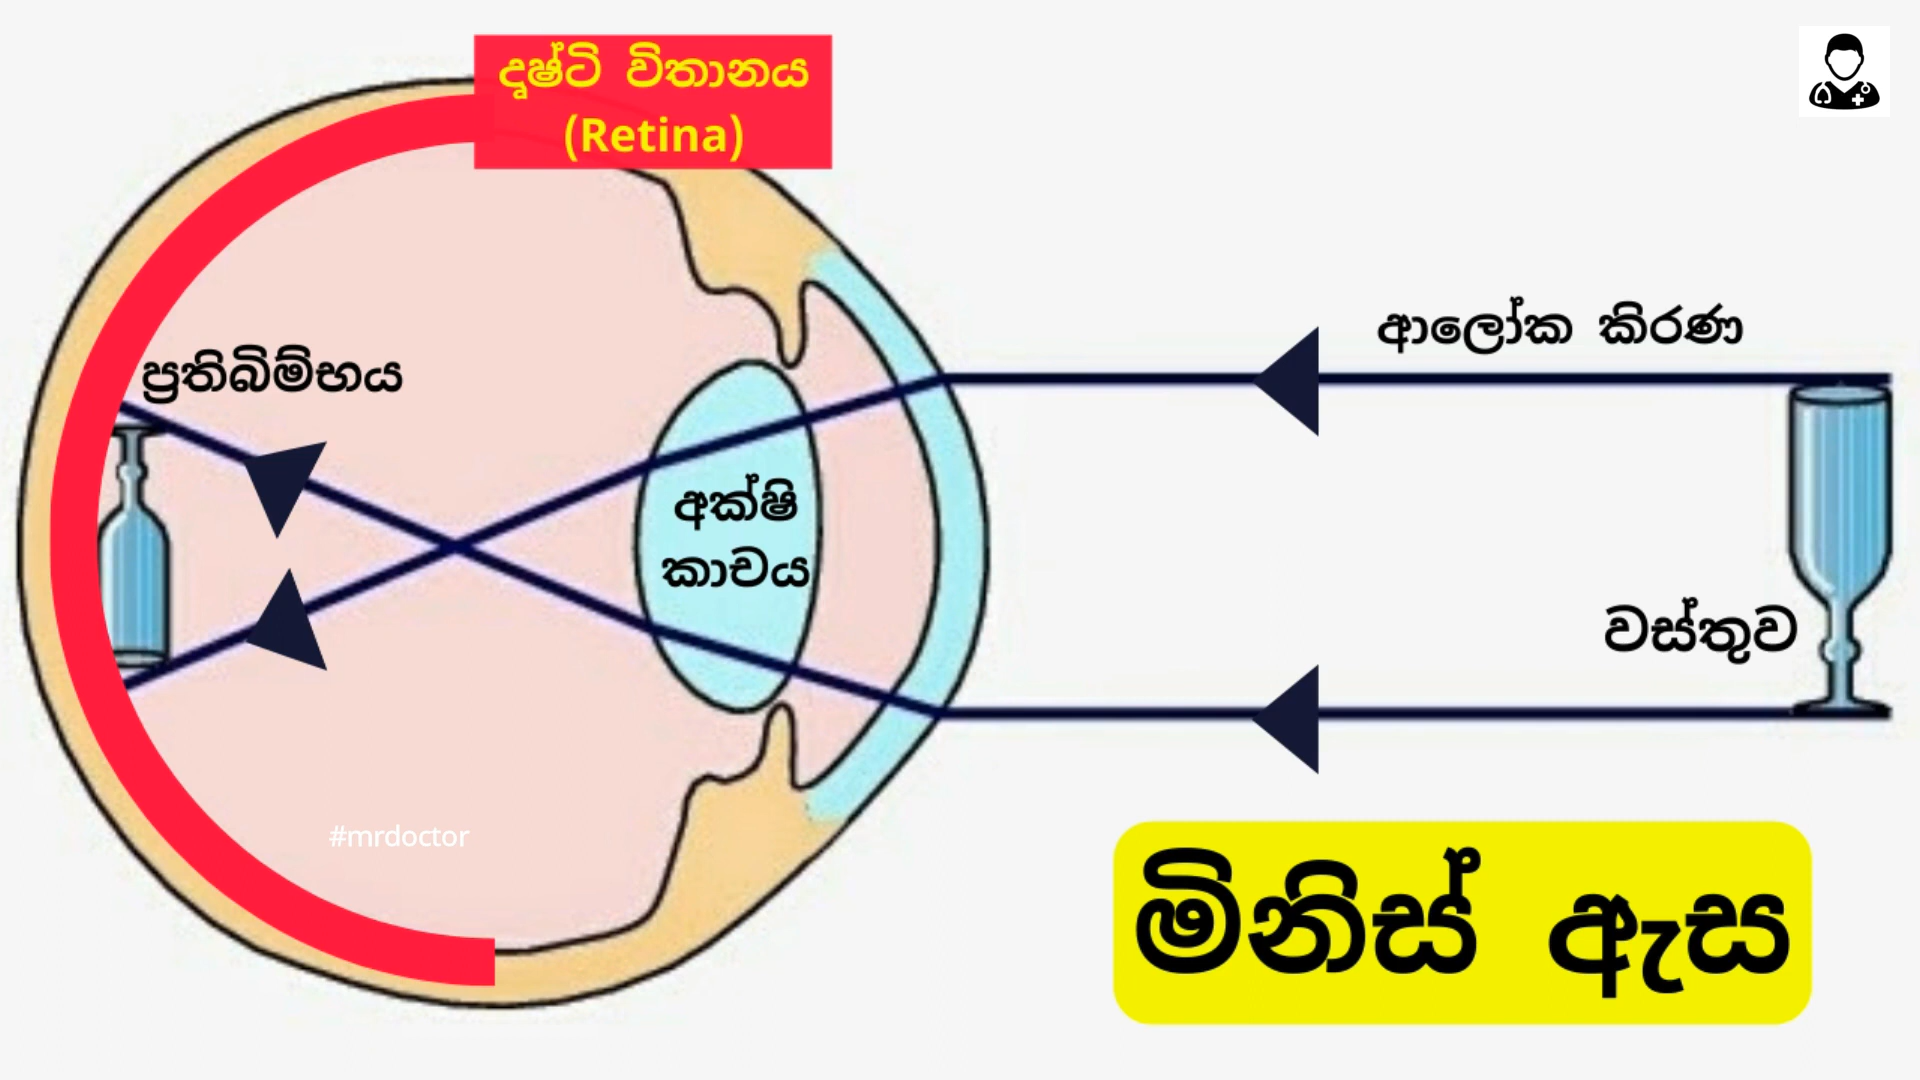 දෘෂ්ටි විතානය
(Retina)
ආලෝක කිරණ
ප්‍රතිබිම්භය
අක්ෂි
කාචය
වස්තුව
#mrdoctor
මිනිස් ඇස